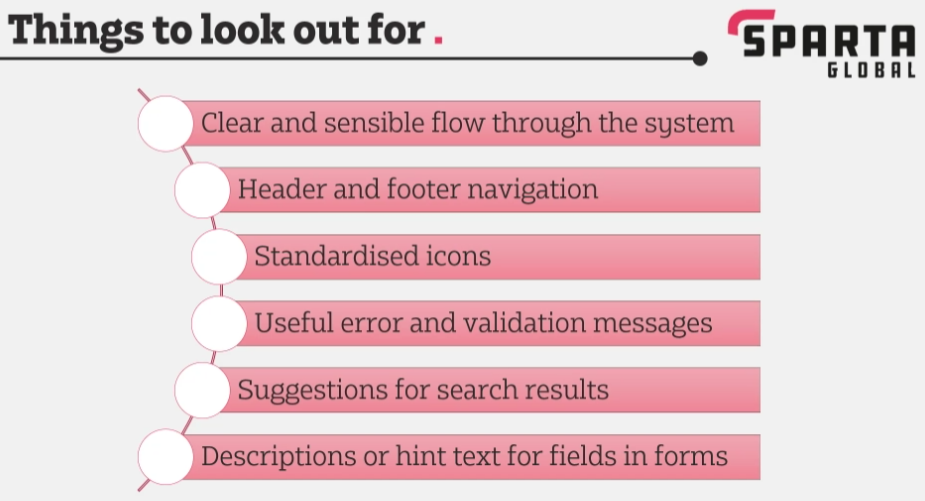 Things to look out for .
SPARTA
GLOBAL
Clear and sensible flow through the system
Header and footer navigation
Standardised icons
Useful error and validation messages
Suggestions for search results
Descriptions or hint text for fields in forms